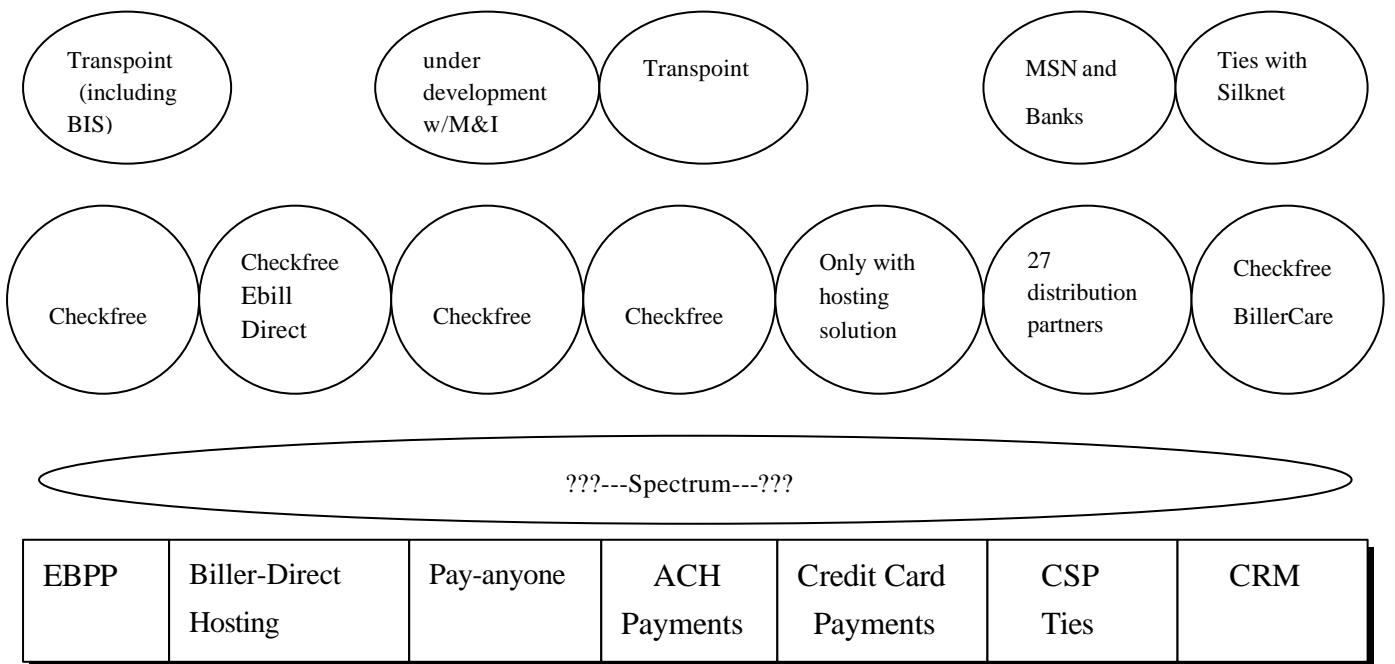 Transpoint
(including
BIS)
under
development
w/M&I
Transpoint
MSN and
Banks
Ties with
Silknet
Checkfree
Checkfree
Ebill
Direct
Checkfree
Checkfree
Only with
hosting
solution
27
distribution
partners
Checkfree
BillerCare
???---Spectrum---???
EBPP
Biller-Direct
Hosting
Pay-anyone
ACH
Payments
Credit Card
Payments
CSP
Ties
CRM